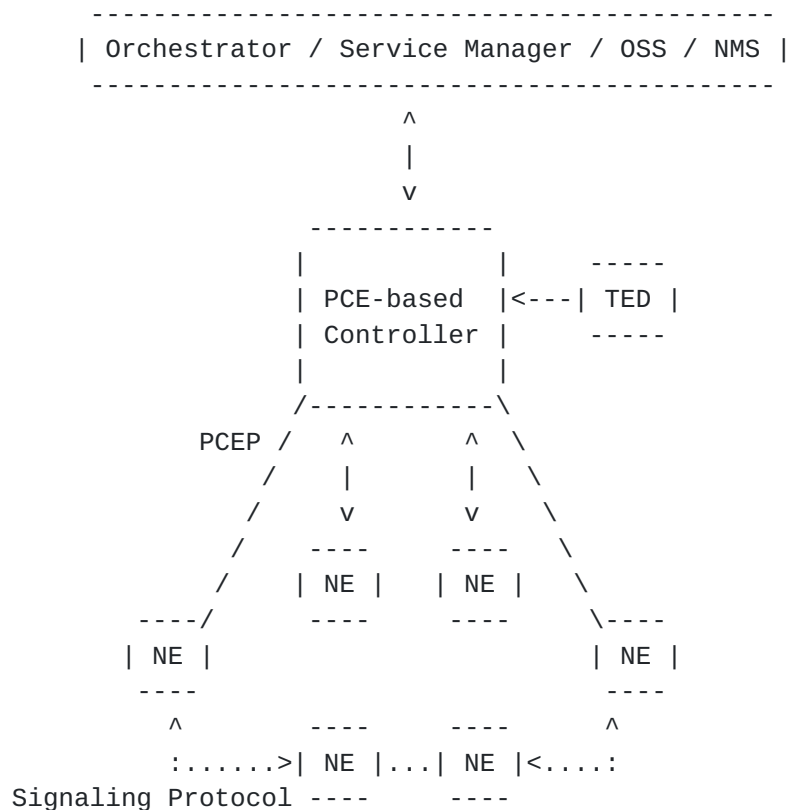 Orchestrator / Service Manager / OSS / NMS
TED
PCE-based
Controller
PCEP
NE NE
NE NE
NE NE
Signaling Protocol